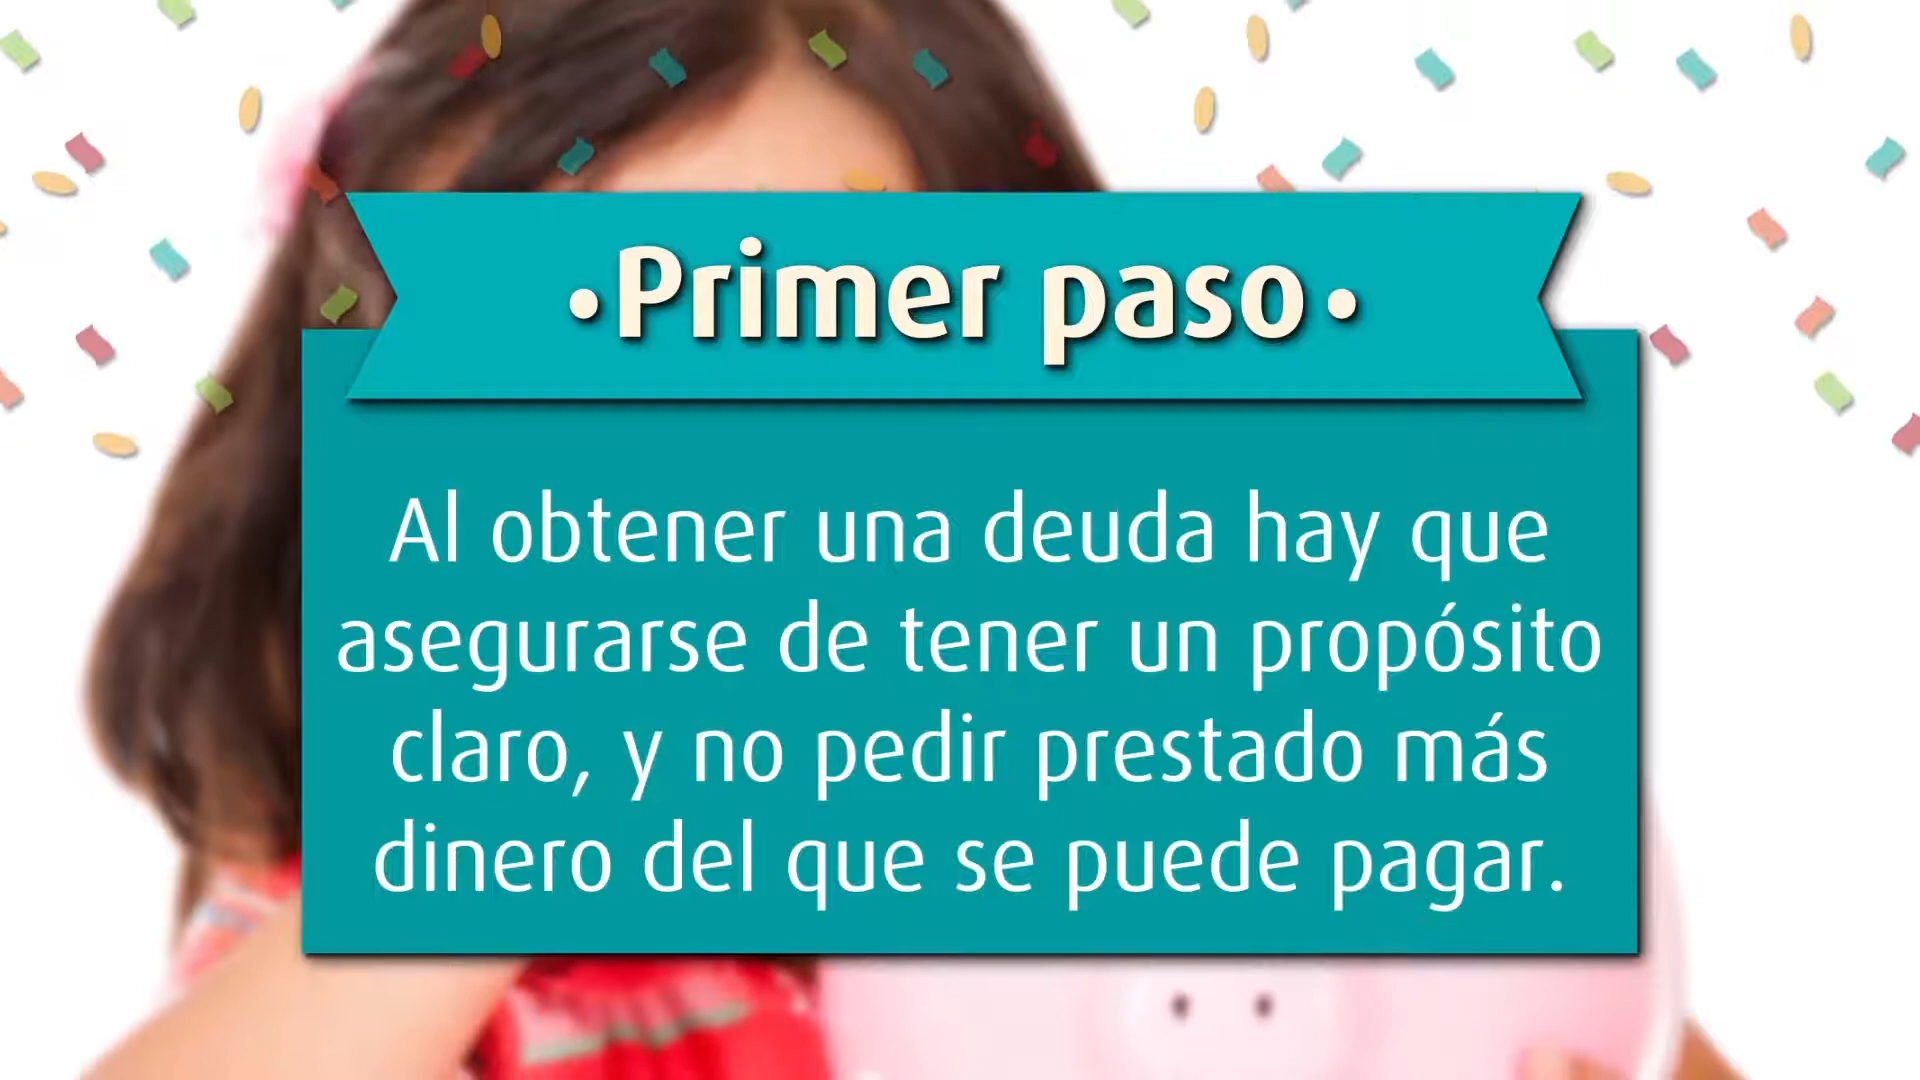 •Primer paso•
Al obtener una deuda hay que
asegurarse de tener un propósito
claro, y no pedir prestado más
dinero del que se puede pagar.